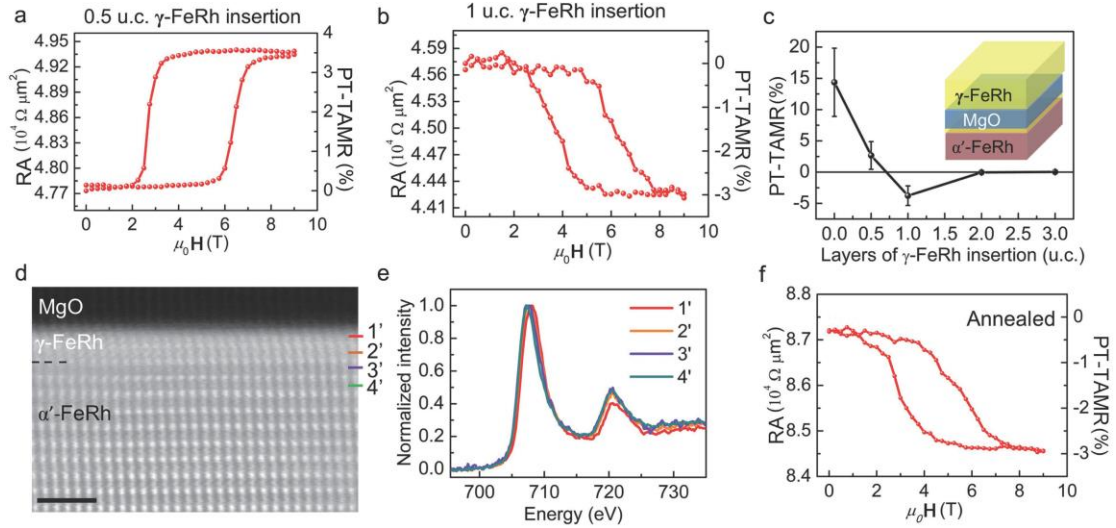 a
0.5 u.c. γ-FeRh insertion
RA (10⁴ Ω μm²)
4.95
4.92
4.89
4.86
4.83
4.80
4.77
4
3
2
1
0
PT-TAMR (%)
0 2 4 6 8 10
μ₀H (T)
b
1 u.c. γ-FeRh insertion
RA (10⁴ Ω μm²)
4.59
4.56
4.53
4.50
4.47
4.44
4.41
0
−1
−2
−3
PT-TAMR (%)
0 2 4 6 8 10
μ₀H (T)
c
PT-TAMR (%)
20
15
10
5
0
-5
γ-FeRh
MgO
α′-FeRh
0.0 0.5 1.0 1.5 2.0 2.5 3.0
Layers of γ-FeRh insertion (u.c.)
d
MgO
γ-FeRh
α′-FeRh
1'
2'
3'
4'
e
Normalized intensity
1.0
0.8
0.6
0.4
0.2
0.0
1'
2'
3'
4'
700 710 720 730
Energy (eV)
f
Annealed
RA (10⁴ Ω μm²)
8.8
8.7
8.6
8.5
8.4
0
−1
−2
−3
PT-TAMR (%)
0 2 4 6 8 10
μ₀H (T)